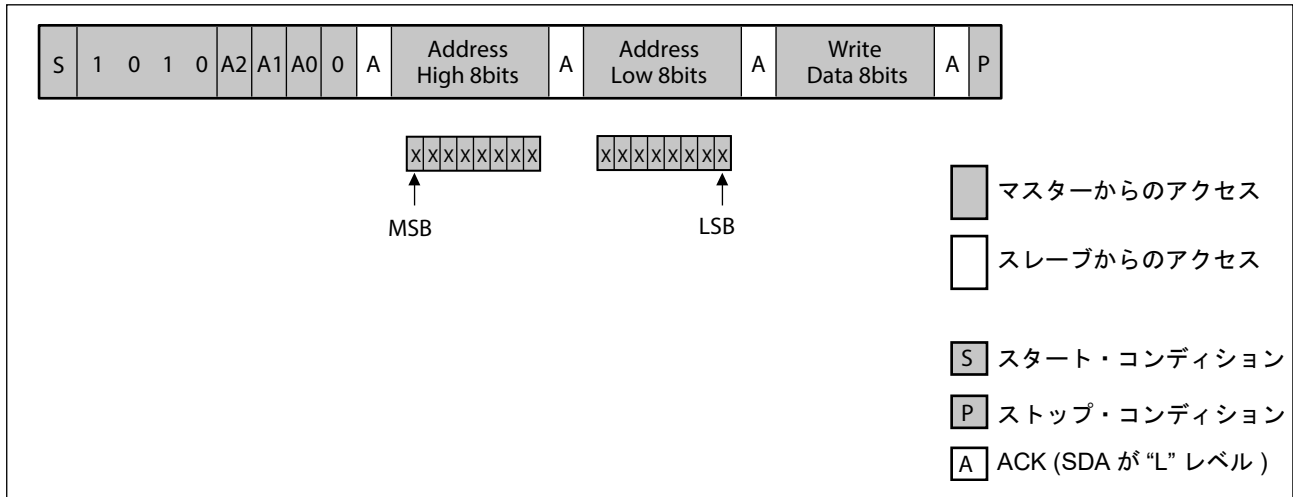 S 1 0 1 0 A2 A1 A0 0 A Address High 8bits A Address Low 8bits A Write Data 8bits A P
X X X X X X X X X X X X X X X X
MSB LSB
マスターからのアクセス
スレーブからのアクセス
S スタート・コンディション
P ストップ・コンディション
A ACK (SDA が “L” レベル )